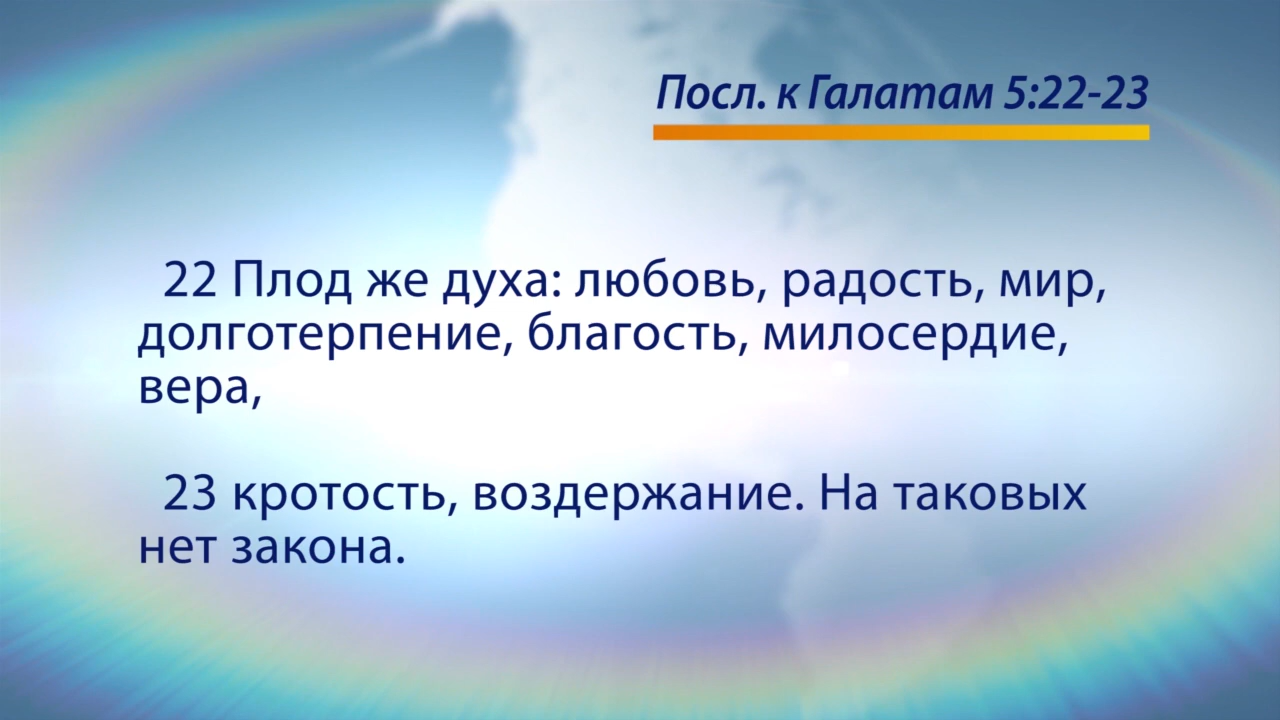 Посл. к Галатам 5:22-23
22 Плод же духа: любовь, радость, мир,
долготерпение, благость, милосердие,
вера,
23 кротость, воздержание. На таковых
нет закона.